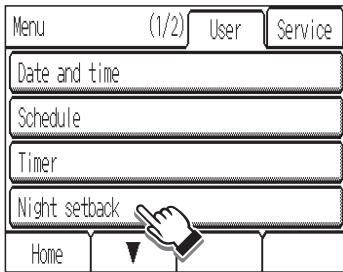 Menu (1/2) User Service
Date and time
Schedule
Timer
Night setback
Home ▼